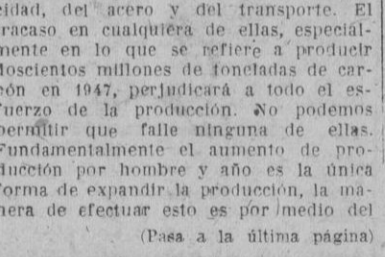 cidad, del acero y del transporte. El
racaso en cualquiera de ellas, especial-
mente en lo que se refiere a producir
doscientos millones de toneladas de car-
bón en 1947, perjudicará a todo el es-
fuerzo de la producción. No podemos
permitir que falle ninguna de ellas.
Fundamentalmente el aumento de pro-
ducción por hombre y año es la única
forma de expandir la producción, la ma-
nera de efectuar esto es por medio del
(Pasa a la última página)